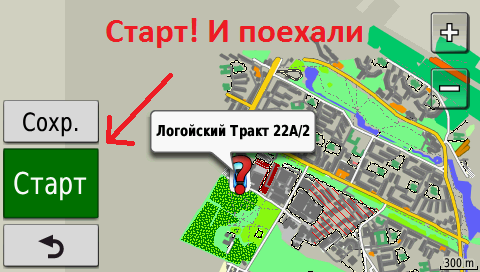 Старт! И поехали
+
−
Сохр.
Логойский Тракт 22А/2
Старт
?
300 m